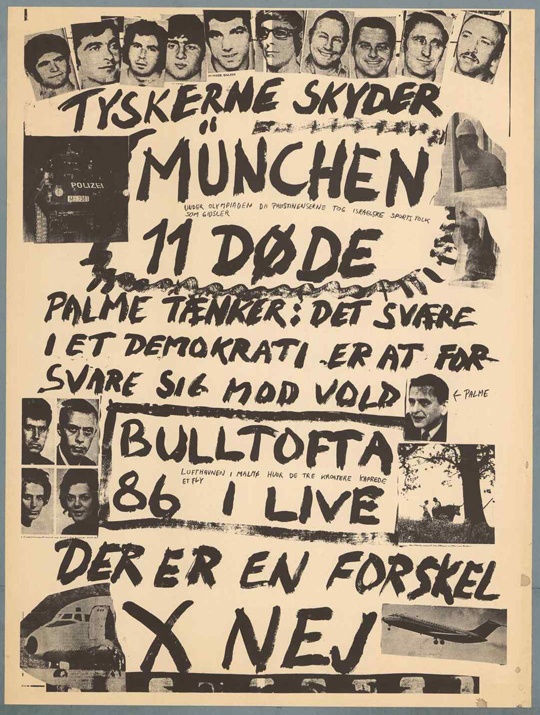 TYSKERNE SKYDER
MÜNCHEN
POLIZEI
UNDER OLYMPIADEN DA PALÆSTINENSERNE TOG ISRAELSKE SPORTSFOLK
SOM GIDSLER
11 DØDE
PALME TÆNKER: DET SVÆRE
I ET DEMOKRATI ER AT FOR-
SVARE SIG MOD VOLD
← PALME
BULLTOFTA
LUFTHAVNEN I MALMØ HVOR DE TRE KROATERE KAPREDE
ET FLY
86 I LIVE
DER ER EN FORSKEL
X NEJ